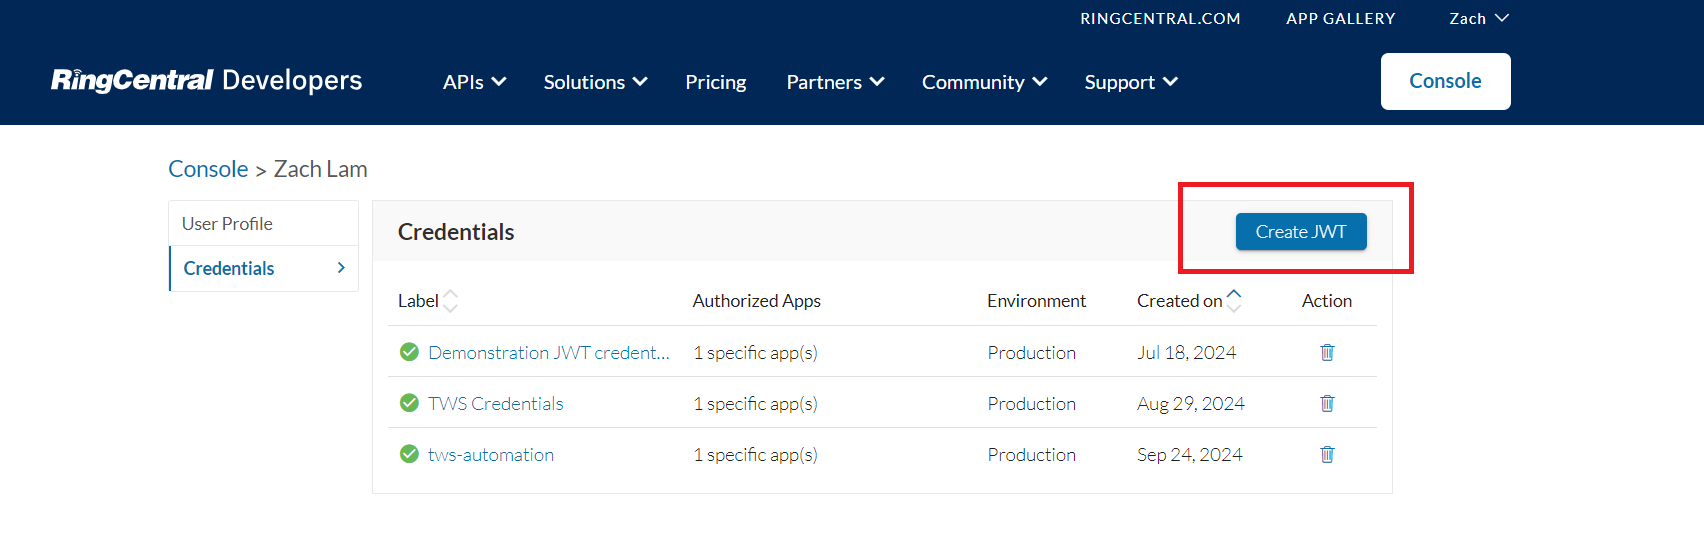 RINGCENTRAL.COM APP GALLERY Zach
RingCentral Developers APIs Solutions Pricing Partners Community Support Console
Console > Zach Lam
User Profile
Credentials
Credentials Create JWT
Label Authorized Apps Environment Created on Action
Demonstration JWT credent... 1 specific app(s) Production Jul 18, 2024
TWS Credentials 1 specific app(s) Production Aug 29, 2024
tws-automation 1 specific app(s) Production Sep 24, 2024